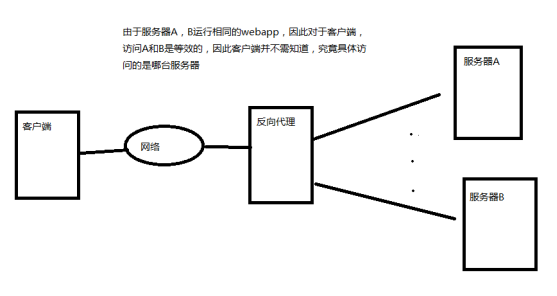 由于服务器A，B运行相同的webapp，因此对于客户端，
访问A和B是等效的，因此客户端并不需知道，究竟具体访
问的是哪台服务器
服务器A
客户端
反向代理
网络
服务器B